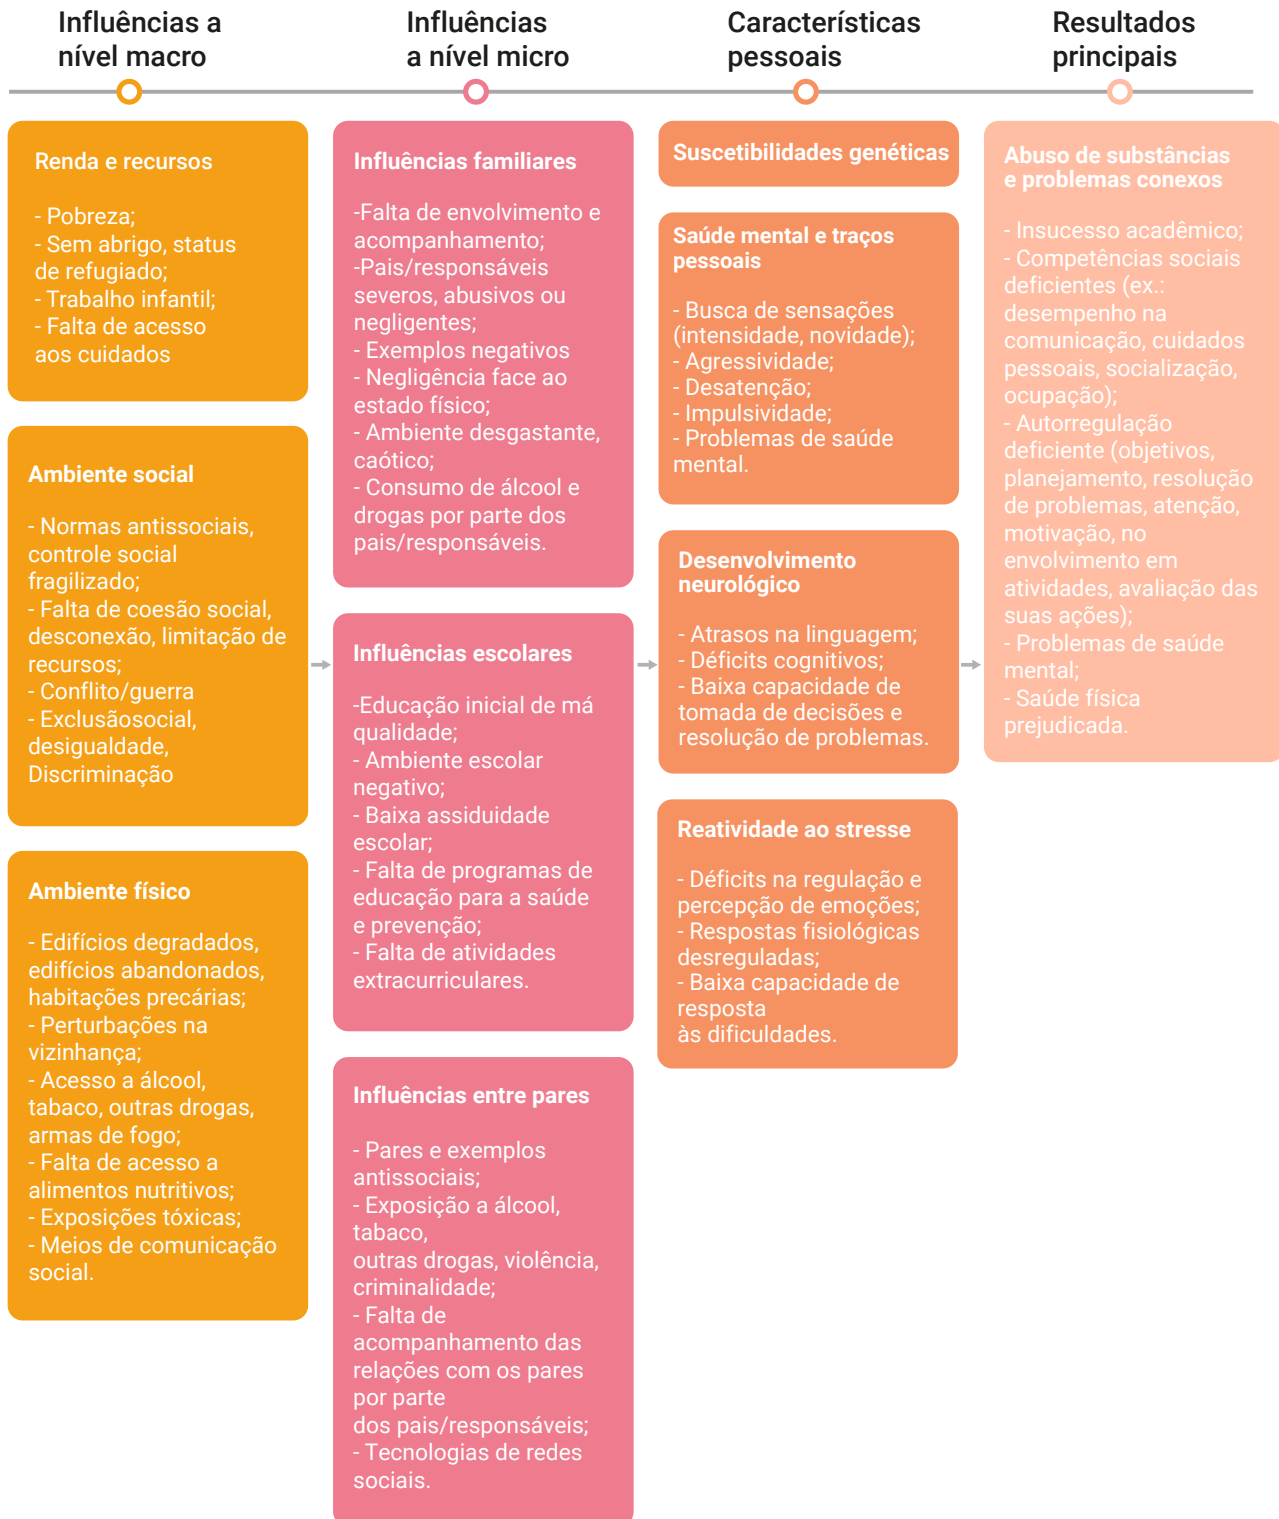 Influências a
nível macro
Influências
a nível micro
Características
pessoais
Resultados
principais
Renda e recursos
- Pobreza;
- Sem abrigo, status
de refugiado;
- Trabalho infantil;
- Falta de acesso
aos cuidados
Ambiente social
- Normas antissociais,
controle social
fragilizado;
- Falta de coesão social,
desconexão, limitação de
recursos;
- Conflito/guerra
- Exclusãosocial,
desigualdade,
Discriminação
Ambiente físico
- Edifícios degradados,
edifícios abandonados,
habitações precárias;
- Perturbações na
vizinhança;
- Acesso a álcool,
tabaco, outras drogas,
armas de fogo;
- Falta de acesso a
alimentos nutritivos;
- Exposições tóxicas;
- Meios de comunicação
social.
Influências familiares
-Falta de envolvimento e
acompanhamento;
-Pais/responsáveis
severos, abusivos ou
negligentes;
- Exemplos negativos
- Negligência face ao
estado físico;
- Ambiente desgastante,
caótico;
- Consumo de álcool e
drogas por parte dos
pais/responsáveis.
Influências escolares
-Educação inicial de má
qualidade;
- Ambiente escolar
negativo;
- Baixa assiduidade
escolar;
- Falta de programas de
educação para a saúde
e prevenção;
- Falta de atividades
extracurriculares.
Influências entre pares
- Pares e exemplos
antissociais;
- Exposição a álcool,
tabaco,
outras drogas, violência,
criminalidade;
- Falta de
acompanhamento das
relações com os pares
por parte
dos pais/responsáveis;
- Tecnologias de redes
sociais.
Suscetibilidades genéticas
Saúde mental e traços
pessoais
- Busca de sensações
(intensidade, novidade);
- Agressividade;
- Desatenção;
- Impulsividade;
- Problemas de saúde
mental.
Desenvolvimento
neurológico
- Atrasos na linguagem;
- Déficits cognitivos;
- Baixa capacidade de
tomada de decisões e
resolução de problemas.
Reatividade ao stresse
- Déficits na regulação e
percepção de emoções;
- Respostas fisiológicas
desreguladas;
- Baixa capacidade de
resposta
às dificuldades.
Abuso de substâncias
e problemas conexos
- Insucesso acadêmico;
- Competências sociais
deficientes (ex.:
desempenho na
comunicação, cuidados
pessoais, socialização,
ocupação);
- Autorregulação
deficiente (objetivos,
planejamento, resolução
de problemas, atenção,
motivação, no
envolvimento em
atividades, avaliação das
suas ações);
- Problemas de saúde
mental;
- Saúde física
prejudicada.